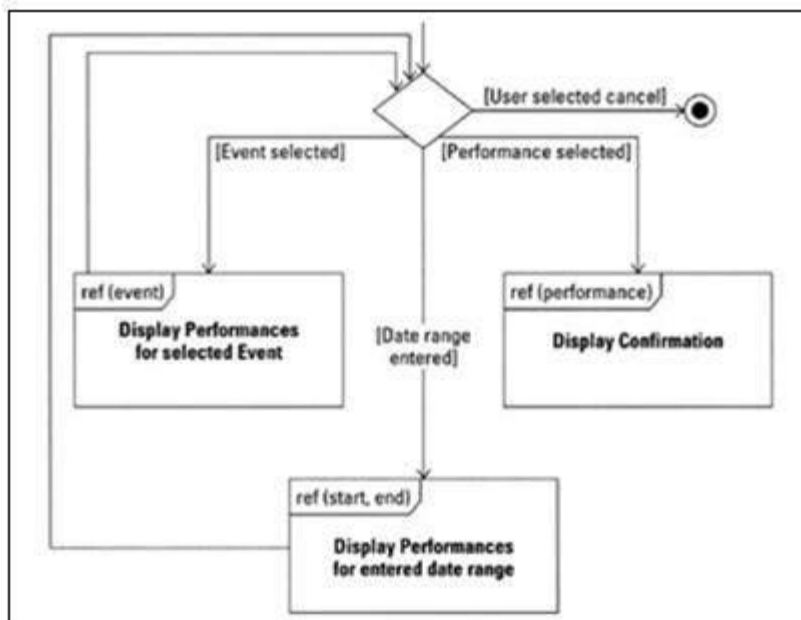 [User selected cancel]
[Event selected]
[Performance selected]
ref (event)
Display Performances
for selected Event
[Date range
entered]
ref (performance)
Display Confirmation
ref (start, end)
Display Performances
for entered date range